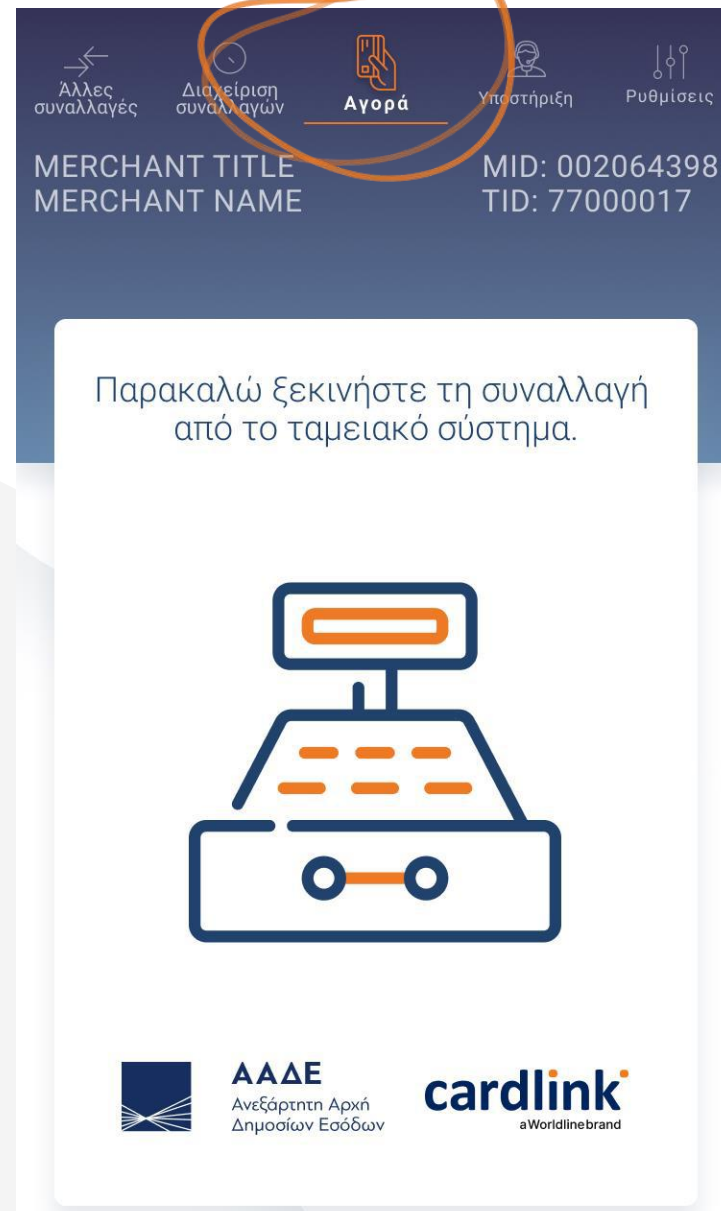 Άλλες
συναλλαγές
Διαχείριση
συναλλαγών
Αγορά
Υποστήριξη
Ρυθμίσεις
MERCHANT TITLE
MID: 002064398
MERCHANT NAME
TID: 77000017
Παρακαλώ ξεκινήστε τη συναλλαγή
από το ταμειακό σύστημα.
ΑΑΔΕ
Ανεξάρτητη Αρχή
Δημοσίων Εσόδων
cardlink
a Worldline brand